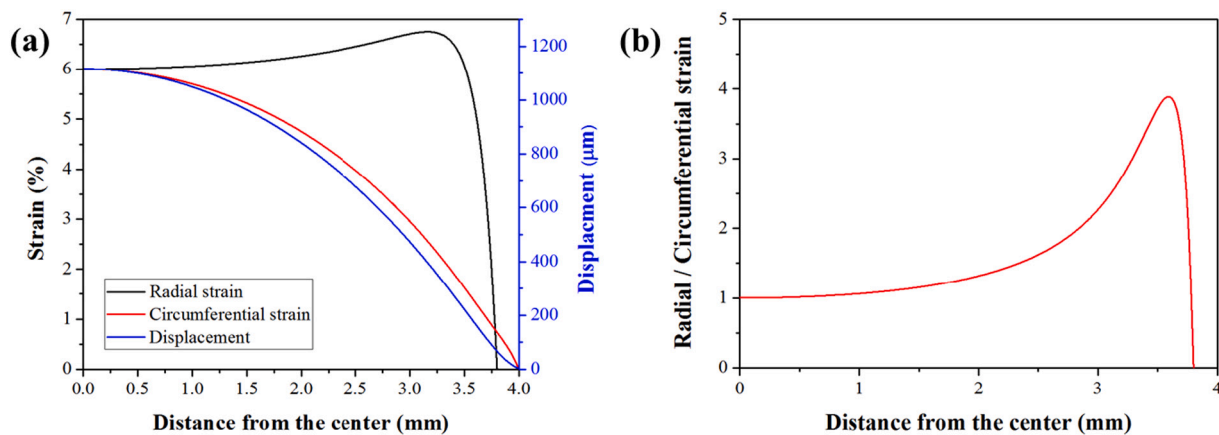 (a)
7
6
5
4
3
2
1
0
Strain (%)
1200
1000
800
600
400
200
0
Displacment (μm)
Radial strain
Circumferential strain
Displacement
0.0 0.5 1.0 1.5 2.0 2.5 3.0 3.5 4.0
Distance from the center (mm)
(b)
5
4
3
2
1
0
Radial / Circumferential strain
0 1 2 3 4
Distance from the center (mm)